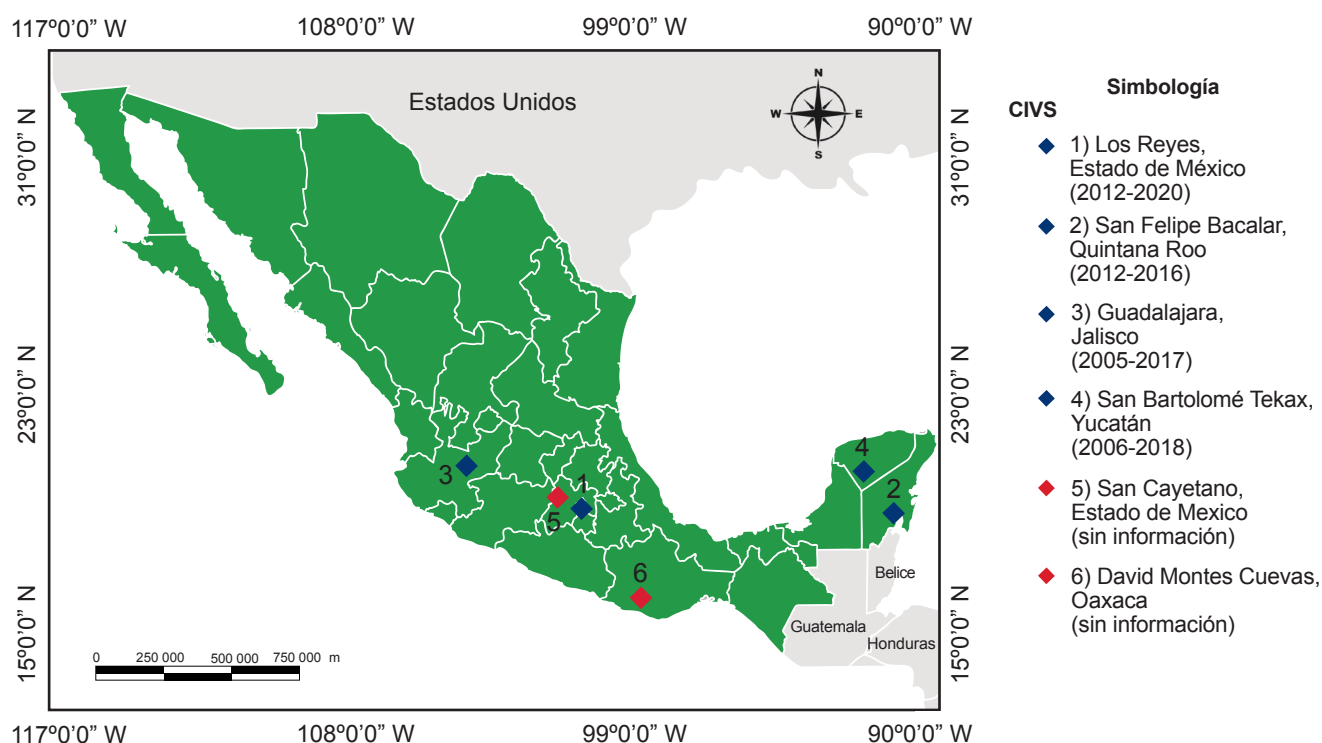 117º0’0” W
108º0’0” W
99º0’0” W
90º0’0” W
Estados Unidos
N
W
E
S
31º0’0” N
31º0’0” N
23º0’0” N
23º0’0” N
15º0’0” N
15º0’0” N
3
5
1
6
4
2
Belice
Guatemala
Honduras
0
250 000
500 000
750 000 m
117º0’0” W
108º0’0” W
99º0’0” W
90º0’0” W
Simbología
CIVS
1) Los Reyes,
Estado de México
(2012-2020)
2) San Felipe Bacalar,
Quintana Roo
(2012-2016)
3) Guadalajara,
Jalisco
(2005-2017)
4) San Bartolomé Tekax,
Yucatán
(2006-2018)
5) San Cayetano,
Estado de Mexico
(sin información)
6) David Montes Cuevas,
Oaxaca
(sin información)